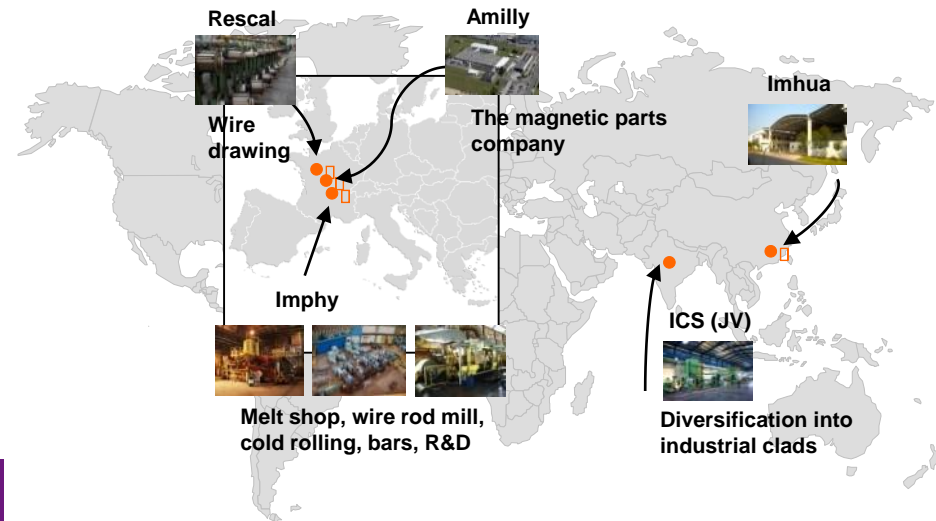 Rescal
Amilly
Imhua
Wire
drawing
The magnetic parts
company
Imphy
ICS (JV)
Melt shop, wire rod mill,
cold rolling, bars, R&D
Diversification into
industrial clads